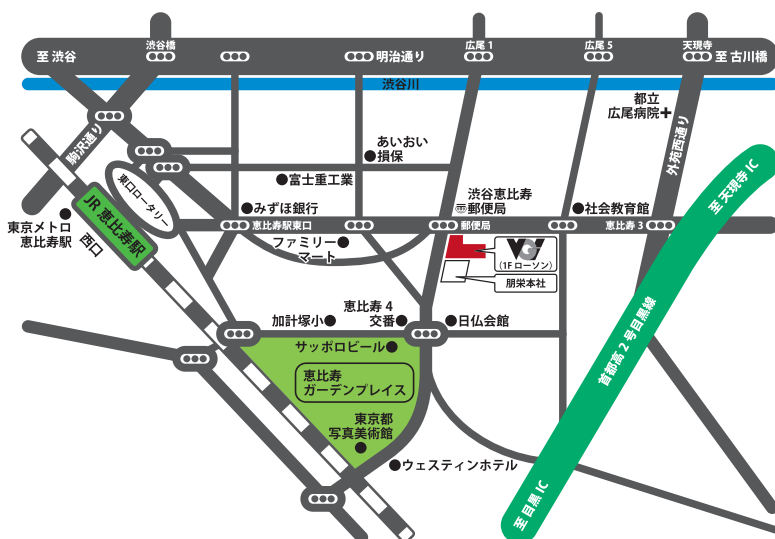 至 渋谷
渋谷橋
明治通り
広尾 1
広尾 5
天現寺
至 古川橋
渋谷川
都立
広尾病院
駒沢通り
外苑西通り
あいおい
損保
富士重工業
東口ロータリー
至 天現寺 IC
渋谷恵比寿
〒郵便局
みずほ銀行
社会教育館
JR 恵比寿駅
東京メトロ
恵比寿駅
西口
恵比寿駅東口
郵便局
恵比寿 3
ファミリー
マート
VQS
(1F ローソン)
朋栄本社
恵比寿 4
加計塚小
交番
日仏会館
サッポロビール
首都高 2 号目黒線
恵比寿
ガーデンプレイス
東京都
写真美術館
ウェスティンホテル
至 目黒 IC